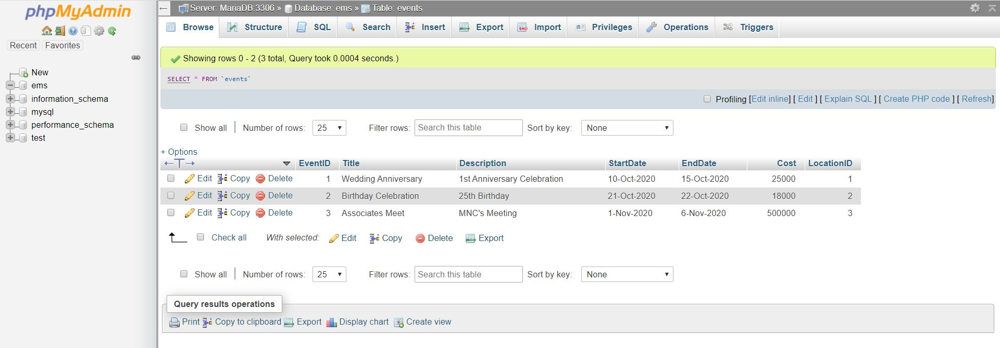 phpMyAdmin
Recent Favorites
New
ems
information_schema
mysql
performance_schema
test
Server: MariaDB:3306 » Database: ems » Table: events
Browse Structure SQL Search Insert Export Import Privileges Operations Triggers
Showing rows 0 - 2 (3 total, Query took 0.0004 seconds.)
SELECT * FROM `events`
Profiling [Edit inline] [ Edit ] [ Explain SQL ] [ Create PHP code ] [ Refresh]
Show all | Number of rows: 25 Filter rows: Search this table Sort by key: None
+ Options
←T→ EventID Title Description StartDate EndDate Cost LocationID
Edit Copy Delete 1 Wedding Anniversary 1st Anniversary Celebration 10-Oct-2020 15-Oct-2020 25000 1
Edit Copy Delete 2 Birthday Celebration 25th Birthday 21-Oct-2020 22-Oct-2020 18000 2
Edit Copy Delete 3 Associates Meet MNC's Meeting 1-Nov-2020 6-Nov-2020 500000 3
Check all With selected: Edit Copy Delete Export
Show all | Number of rows: 25 Filter rows: Search this table Sort by key: None
Query results operations
Print Copy to clipboard Export Display chart Create view